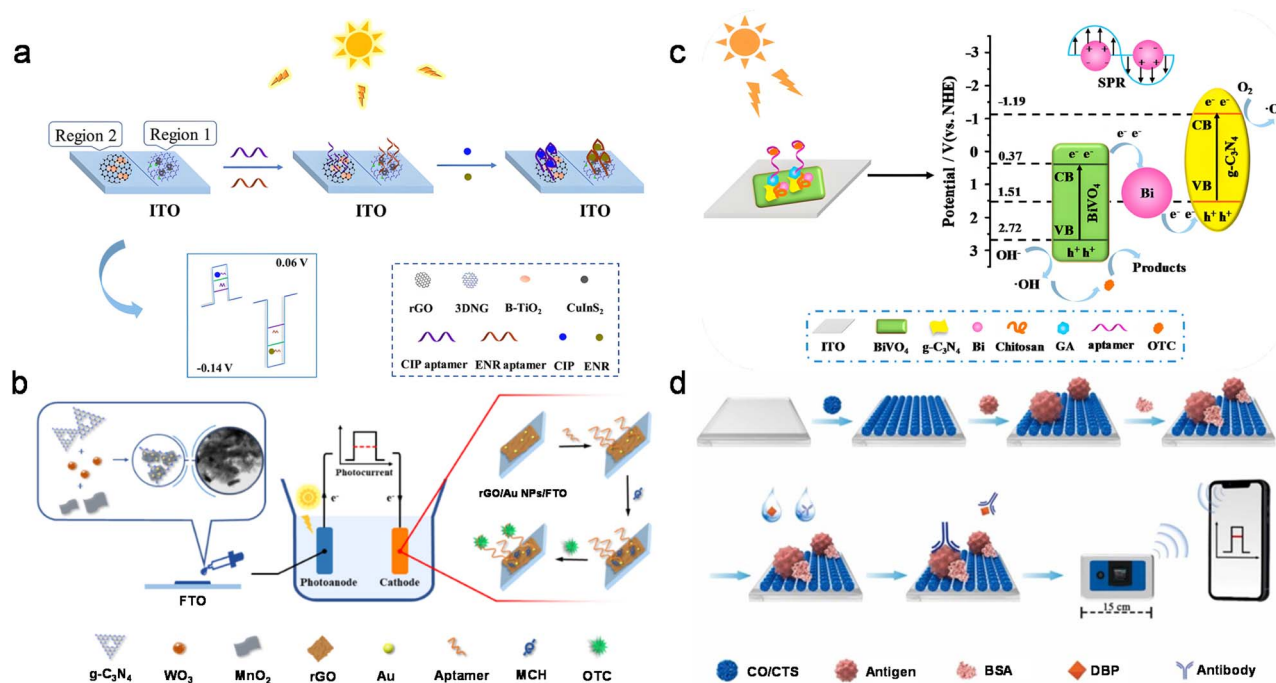 a
Region 2
Region 1
ITO
ITO
ITO
0.06 V
-0.14 V
rGO
3DNG
B-TiO₂
CuInS₂
CIP aptamer
ENR aptamer
CIP
ENR
c
SPR
Potential / V(vs. NHE)
-3
-2
-1
0
1
2
3
-1.19
0.37
1.51
2.72
e⁻ e⁻
CB
BiVO₄
VB
h⁺ h⁺
e⁻ e⁻
Bi
e⁻ e⁻
e⁻ e⁻
CB
g-C₃N₄
VB
h⁺ h⁺
O₂
OH⁻
·OH
Products
ITO
BiVO₄
g-C₃N₄
Bi
Chitosan
GA
aptamer
OTC
b
FTO
Photocurrent
e⁻
e⁻
Photoanode
Cathode
rGO/Au NPs/FTO
MCH
g-C₃N₄
WO₃
MnO₂
rGO
Au
Aptamer
MCH
OTC
d
15 cm
CO/CTS
Antigen
BSA
DBP
Antibody